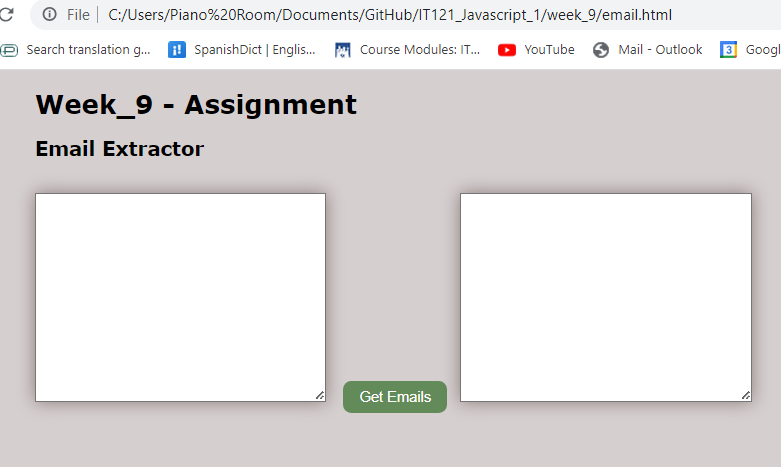 File C:/Users/Piano%20Room/Documents/GitHub/IT121_Javascript_1/week_9/email.html
Search translation g... SpanishDict | Englis... Course Modules: IT... YouTube Mail - Outlook 3 Googl
Week_9 - Assignment
Email Extractor
Get Emails